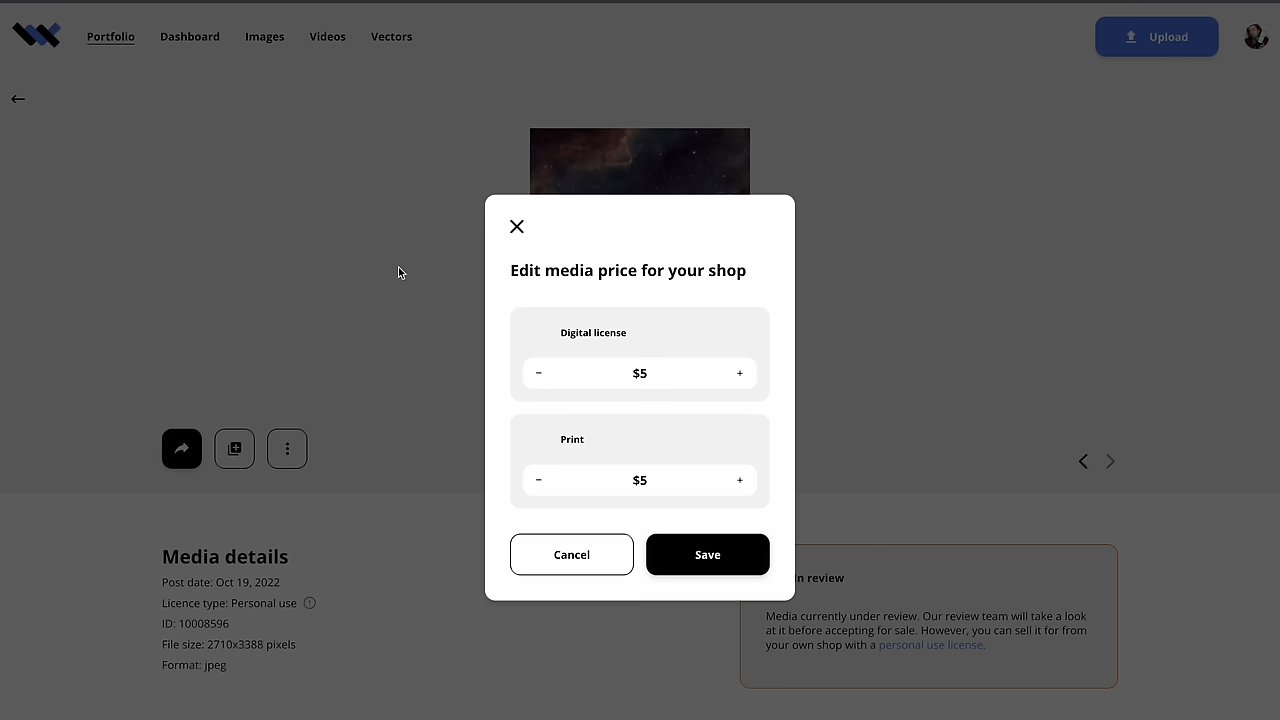 Portfolio
Dashboard
Images
Videos
Vectors
Upload
Edit media price for your shop
Digital license
− $5 +
Print
− $5 +
Cancel
Save
Media details
Post date: Oct 19, 2022
Licence type: Personal use
ID: 10008596
File size: 2710x3388 pixels
Format: jpeg
In review
Media currently under review. Our review team will take a look
at it before accepting for sale. However, you can sell it for from
your own shop with a personal use license.